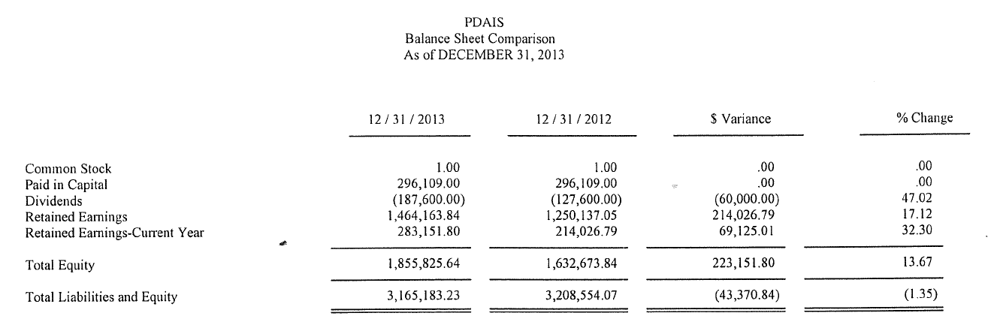 PDAIS
Balance Sheet Comparison
As of DECEMBER 31, 2013
12 / 31 / 2013 12 / 31 / 2012 $ Variance % Change
Common Stock 1.00 1.00 .00 .00
Paid in Capital 296,109.00 296,109.00 .00 .00
Dividends (187,600.00) (127,600.00) (60,000.00) 47.02
Retained Earnings 1,464,163.84 1,250,137.05 214,026.79 17.12
Retained Earnings-Current Year 283,151.80 214,026.79 69,125.01 32.30
Total Equity 1,855,825.64 1,632,673.84 223,151.80 13.67
Total Liabilities and Equity 3,165,183.23 3,208,554.07 (43,370.84) (1.35)